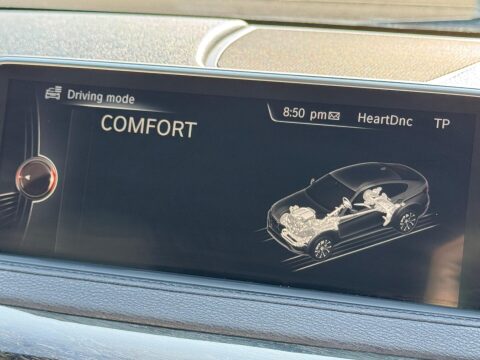 Driving mode
8:50 pm HeartDnc TP
COMFORT